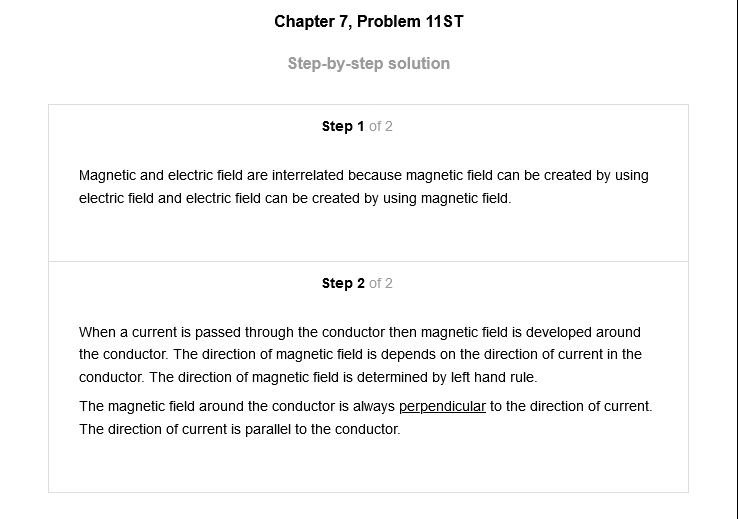 Chapter 7, Problem 11ST
Step-by-step solution
Step 1 of 2
Magnetic and electric field are interrelated because magnetic field can be created by using
electric field and electric field can be created by using magnetic field.
Step 2 of 2
When a current is passed through the conductor then magnetic field is developed around
the conductor. The direction of magnetic field is depends on the direction of current in the
conductor. The direction of magnetic field is determined by left hand rule.
The magnetic field around the conductor is always perpendicular to the direction of current.
The direction of current is parallel to the conductor.